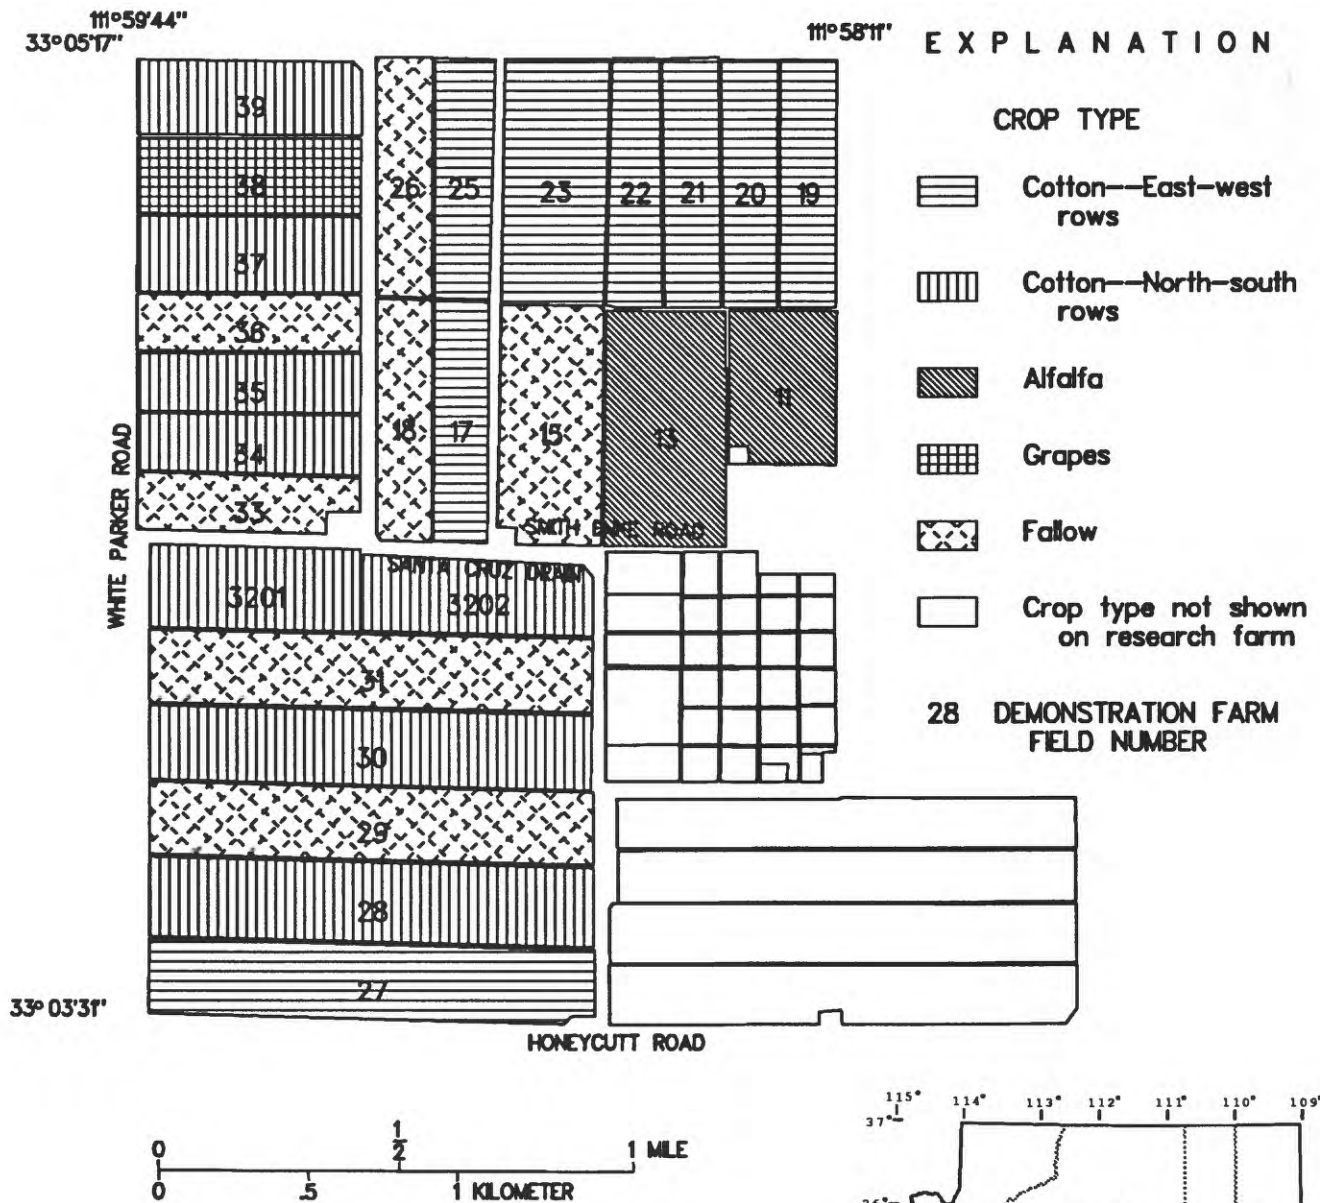 111°59'44"
33°05'17"
111°58'11"
EXPLANATION
CROP TYPE
Cotton--East-west
rows
Cotton--North-south
rows
Alfalfa
Grapes
Fallow
Crop type not shown
on research farm
28 DEMONSTRATION FARM
FIELD NUMBER
39
38
37
36
35
34
33
26
25
23
22
21
20
19
18
17
15
13
11
WHITE PARKER ROAD
SMITH ROAD
SANTA CRUZ DRAIN
3201
3202
31
30
29
28
27
33°03'31"
HONEYCUTT ROAD
0 1/2 1 MILE
0 .5 1 KILOMETER
115° 114° 113° 112° 111° 110° 109°
37°
36°